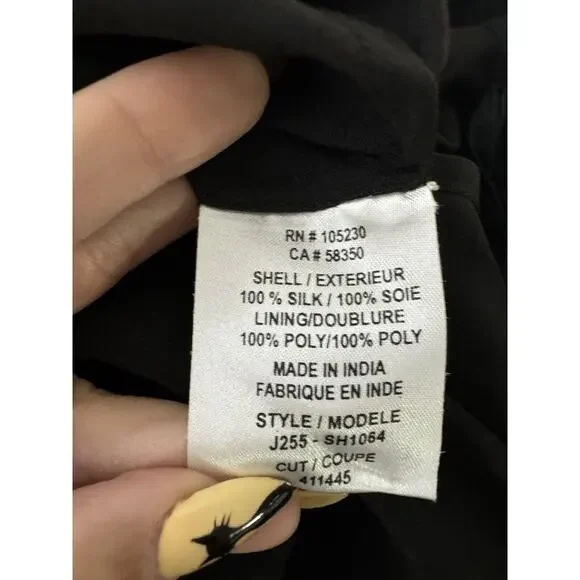 RN # 105230
CA # 58350
SHELL / EXTERIEUR
100 % SILK / 100% SOIE
LINING/DOUBLURE
100% POLY/100% POLY
MADE IN INDIA
FABRIQUE EN INDE
STYLE / MODELE
J255 - SH1064
CUT / COUPE
411445